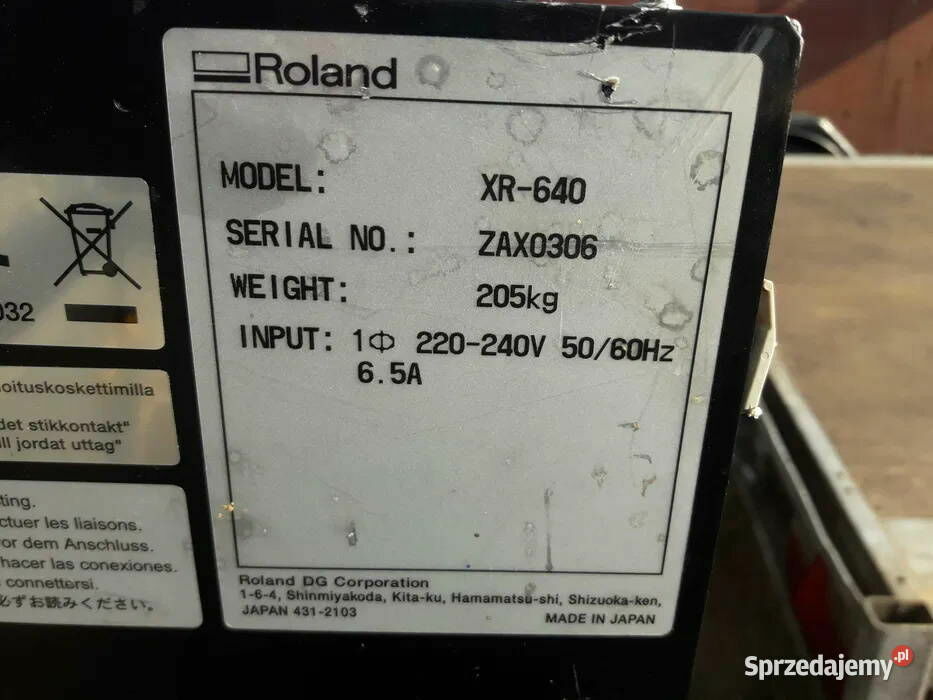 Roland
MODEL: XR-640
SERIAL NO.: ZAX0306
WEIGHT: 205kg
INPUT: 1Φ 220-240V 50/60Hz
6.5A
Roland DG Corporation
1-6-4, Shinmiyakoda, Kita-ku, Hamamatsu-shi, Shizuoka-ken,
JAPAN 431-2103
MADE IN JAPAN
032
oituskoskettimilla
det stikkontakt"
ll jordat uttag"
ting.
ctuer les liaisons.
or dem Anschluss.
hacer las conexiones.
connettersi.
必ずお読みください。
Sprzedajemy.pl